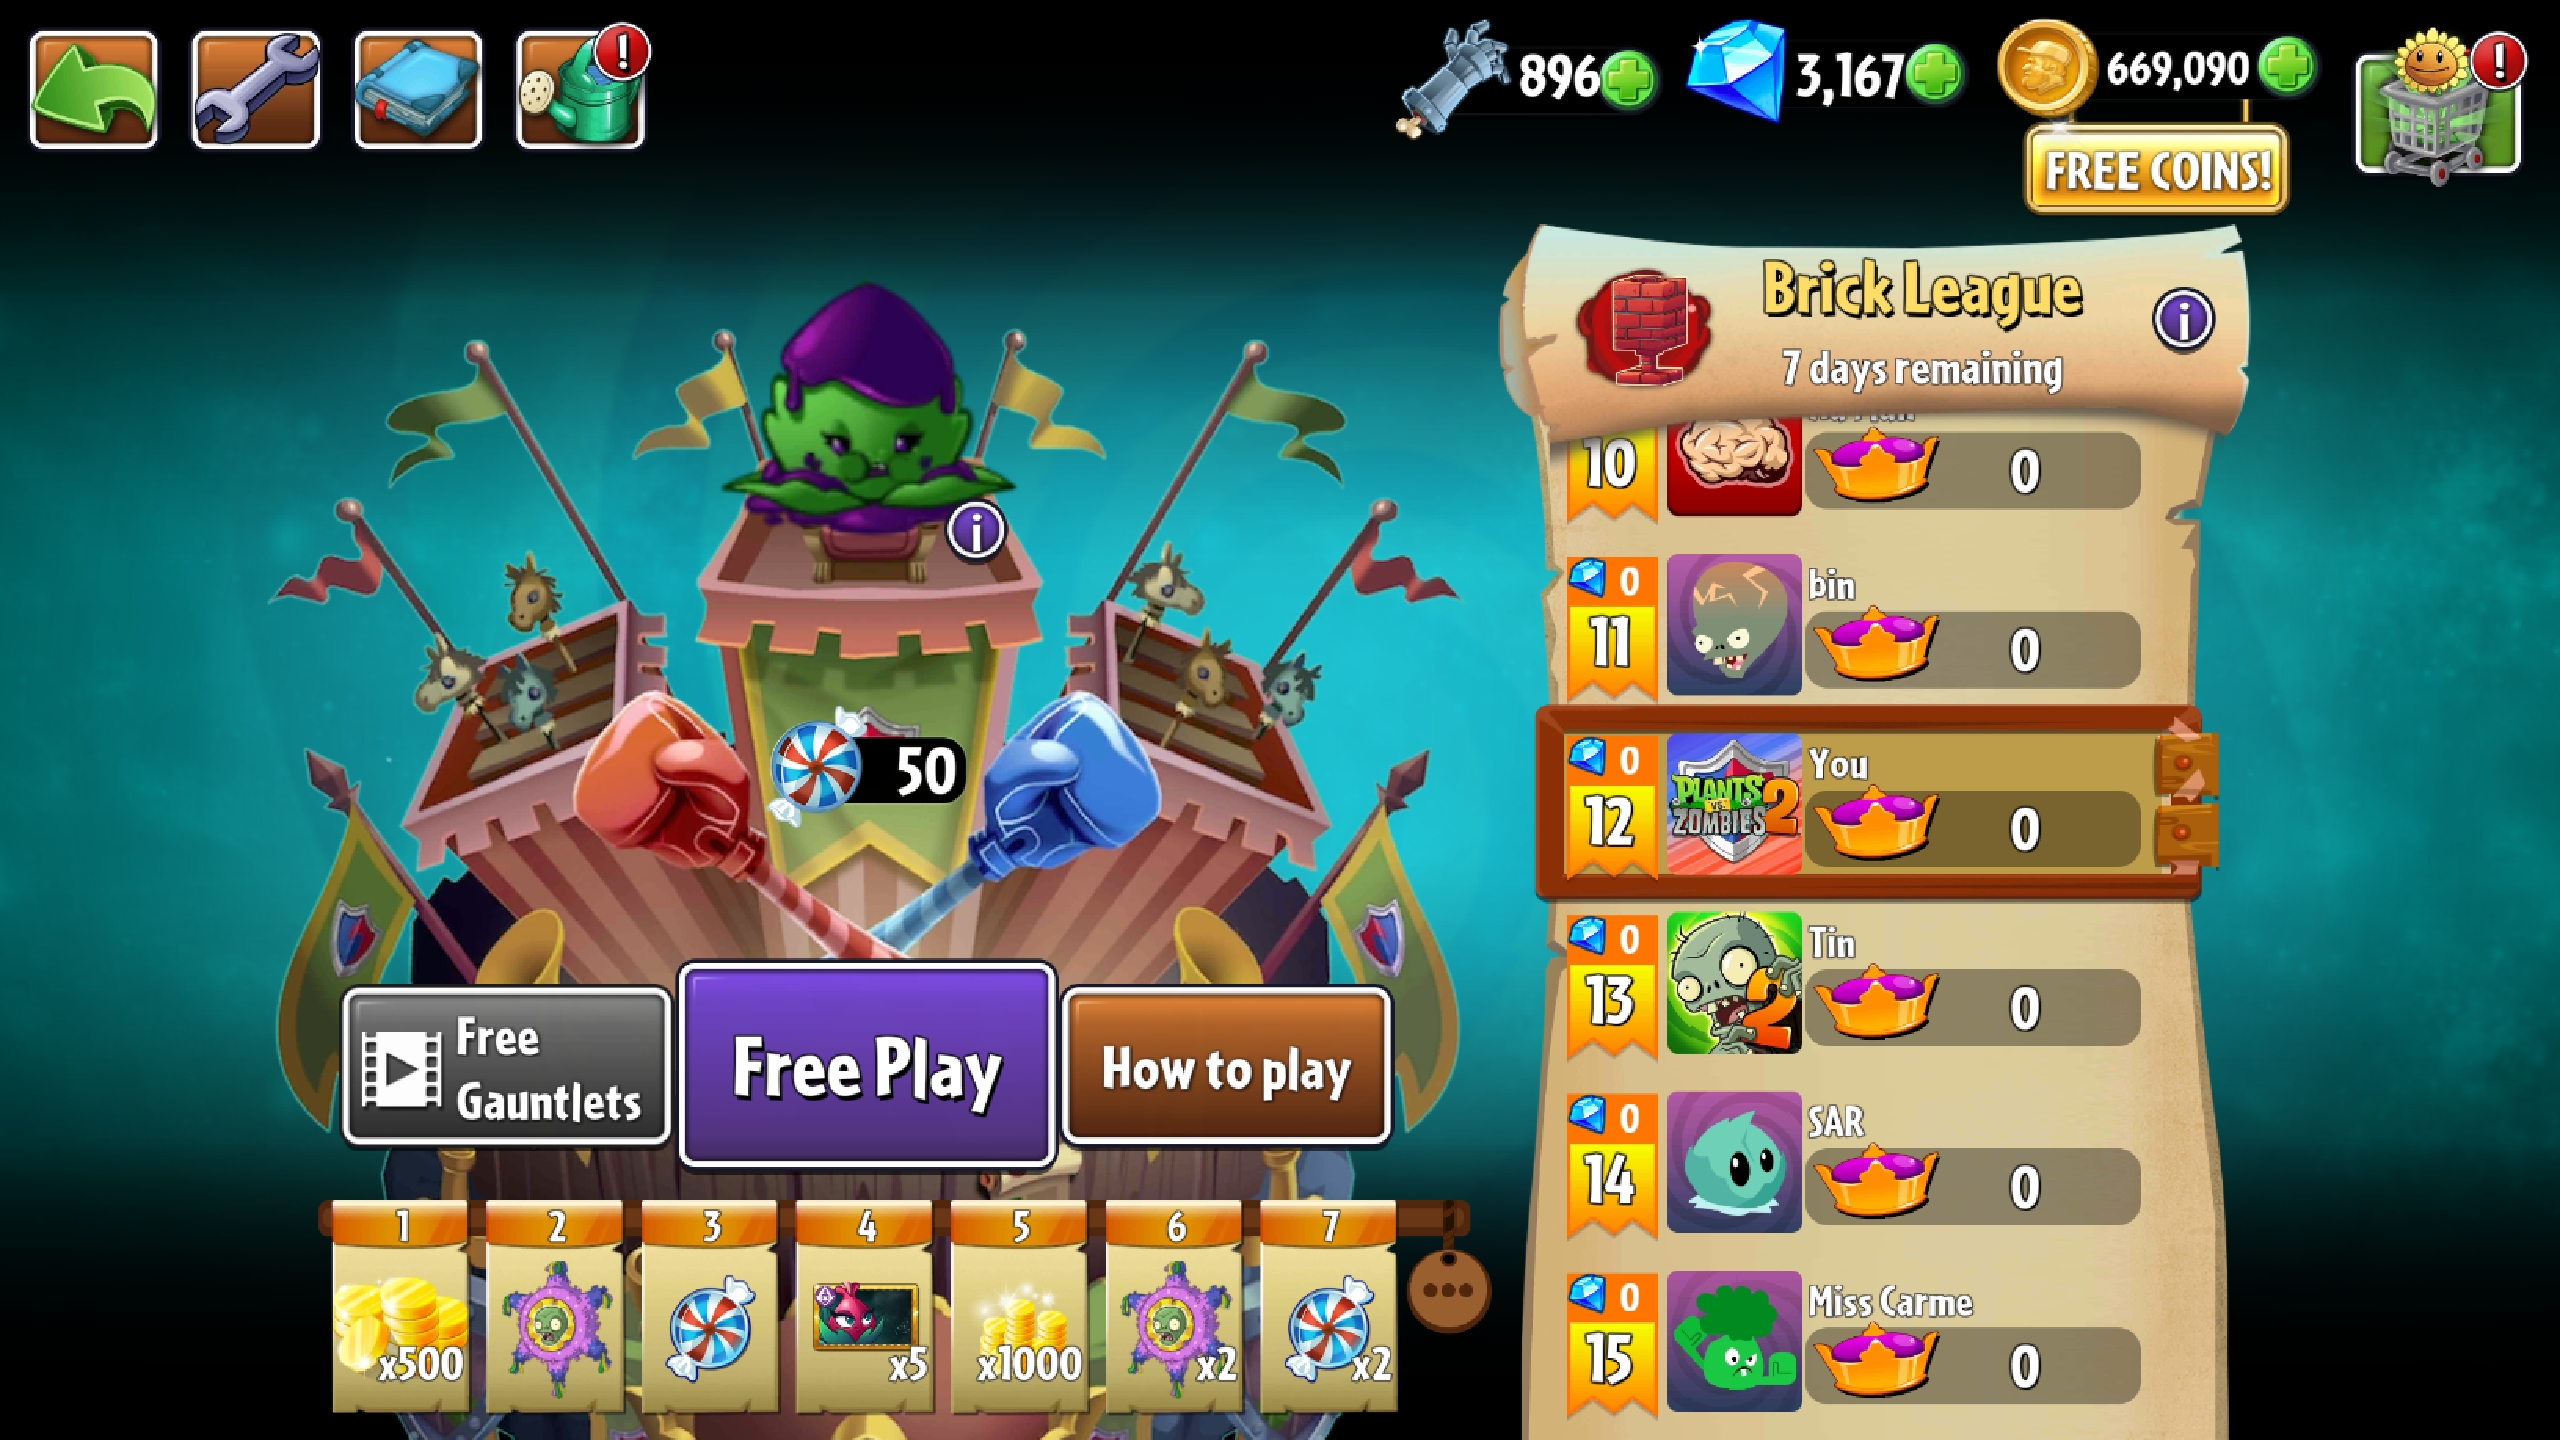 896
3,167
669,090
FREE COINS!
Brick League
7 days remaining
10
0
0
bin
11
0
0
You
PLANTS VS. ZOMBIES 2
12
0
0
Tin
2
13
0
0
SAR
14
0
0
Miss Carme
15
0
50
Free Gauntlets
Free Play
How to play
1
2
3
4
5
6
7
x500
x5
x1000
x2
x2